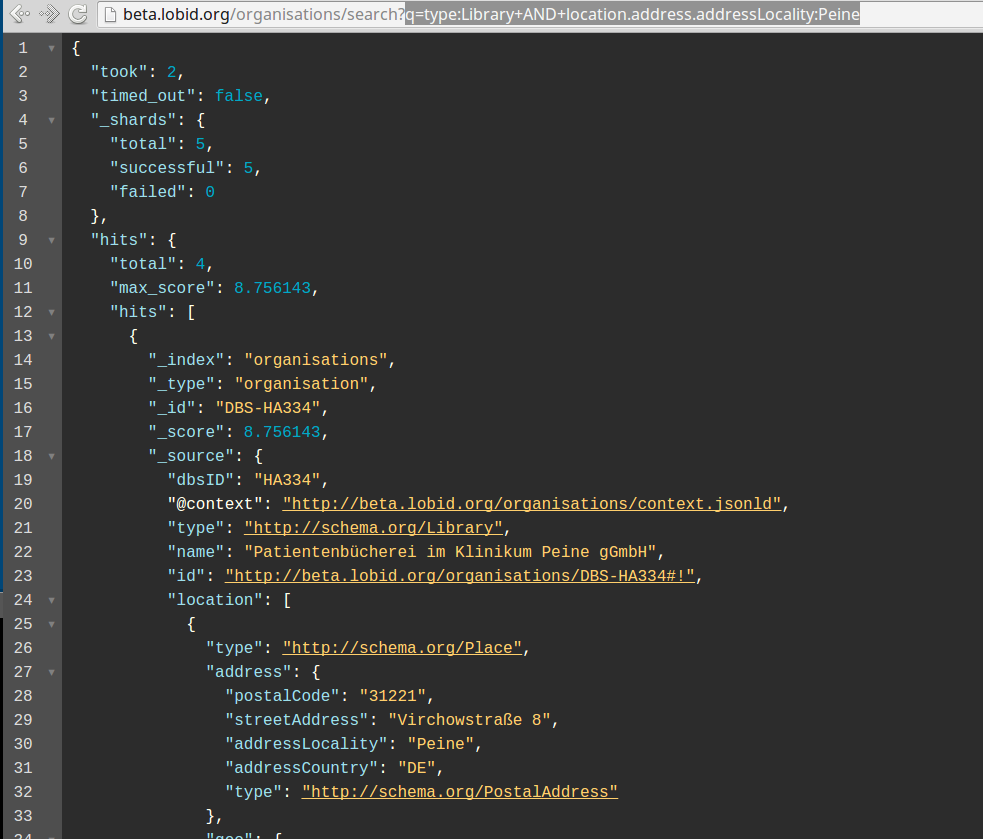 beta.lobid.org/organisations/search?q=type:Library+AND+location.address.addressLocality:Peine
1 {
2 "took": 2,
3 "timed_out": false,
4 "_shards": {
5 "total": 5,
6 "successful": 5,
7 "failed": 0
8 },
9 "hits": {
10 "total": 4,
11 "max_score": 8.756143,
12 "hits": [
13 {
14 "_index": "organisations",
15 "_type": "organisation",
16 "_id": "DBS-HA334",
17 "_score": 8.756143,
18 "_source": {
19 "dbsID": "HA334",
20 "@context": "http://beta.lobid.org/organisations/context.jsonld",
21 "type": "http://schema.org/Library",
22 "name": "Patientenbücherei im Klinikum Peine gGmbH",
23 "id": "http://beta.lobid.org/organisations/DBS-HA334#!",
24 "location": [
25 {
26 "type": "http://schema.org/Place",
27 "address": {
28 "postalCode": "31221",
29 "streetAddress": "Virchowstraße 8",
30 "addressLocality": "Peine",
31 "addressCountry": "DE",
32 "type": "http://schema.org/PostalAddress"
33 },
34 "geo": {